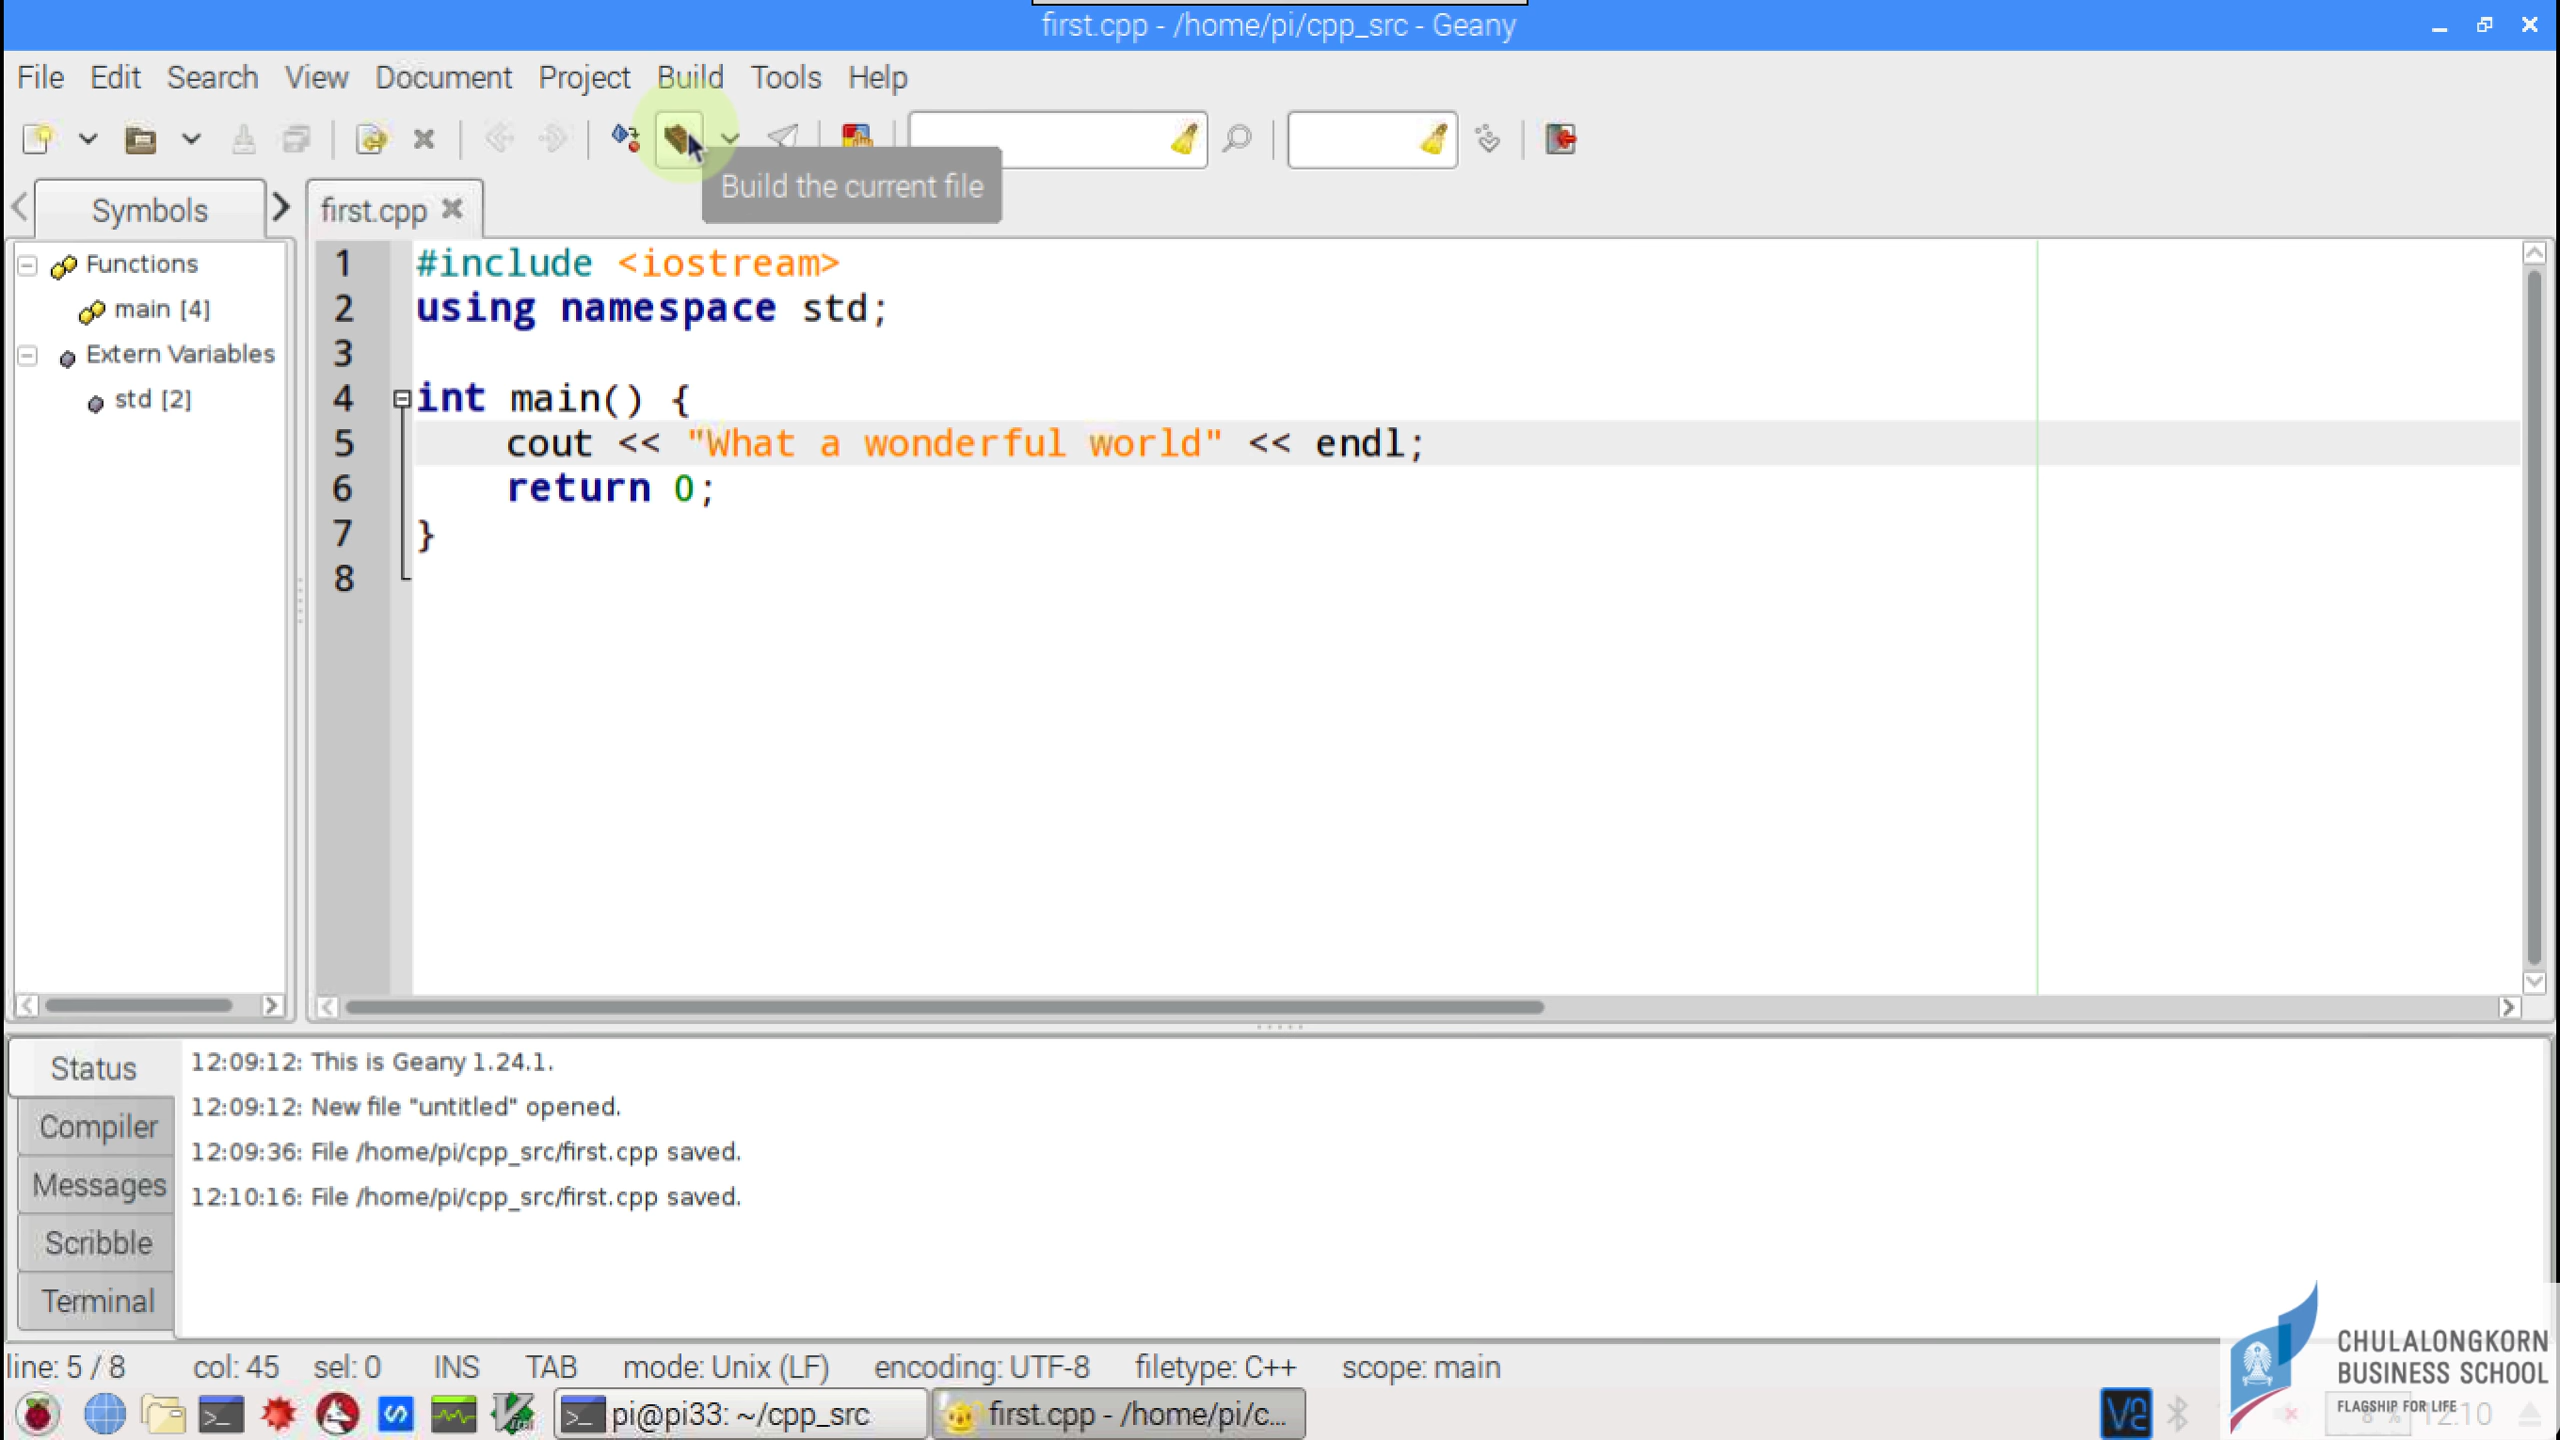 first.cpp - /home/pi/cpp_src - Geany
File Edit Search View Document Project Build Tools Help
Build the current file
Symbols
first.cpp
Functions
main [4]
Extern Variables
std [2]
1 #include <iostream>
2 using namespace std;
3
4 int main() {
5 cout << "What a wonderful world" << endl;
6 return 0;
7 }
8
Status
Compiler
Messages
Scribble
Terminal
12:09:12: This is Geany 1.24.1.
12:09:12: New file "untitled" opened.
12:09:36: File /home/pi/cpp_src/first.cpp saved.
12:10:16: File /home/pi/cpp_src/first.cpp saved.
line: 5 / 8 col: 45 sel: 0 INS TAB mode: Unix (LF) encoding: UTF-8 filetype: C++ scope: main
pi@pi33: ~/cpp_src
first.cpp - /home/pi/c...
CHULALONGKORN
BUSINESS SCHOOL
FLAGSHIP FOR LIFE
8 %
12:10